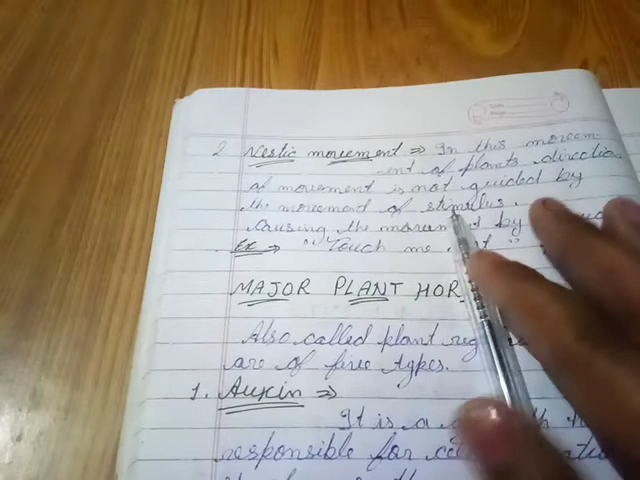 2 Nestic movement ⇒ In this movem
-ent of plants direction
of movement is not guided by
the movement of stimulus.
causing the movement by
Ex → "Touch me
MAJOR PLANT HOR
Also called plant reg
are of five types.
1. Auxin ⇒
It is a
responsible for